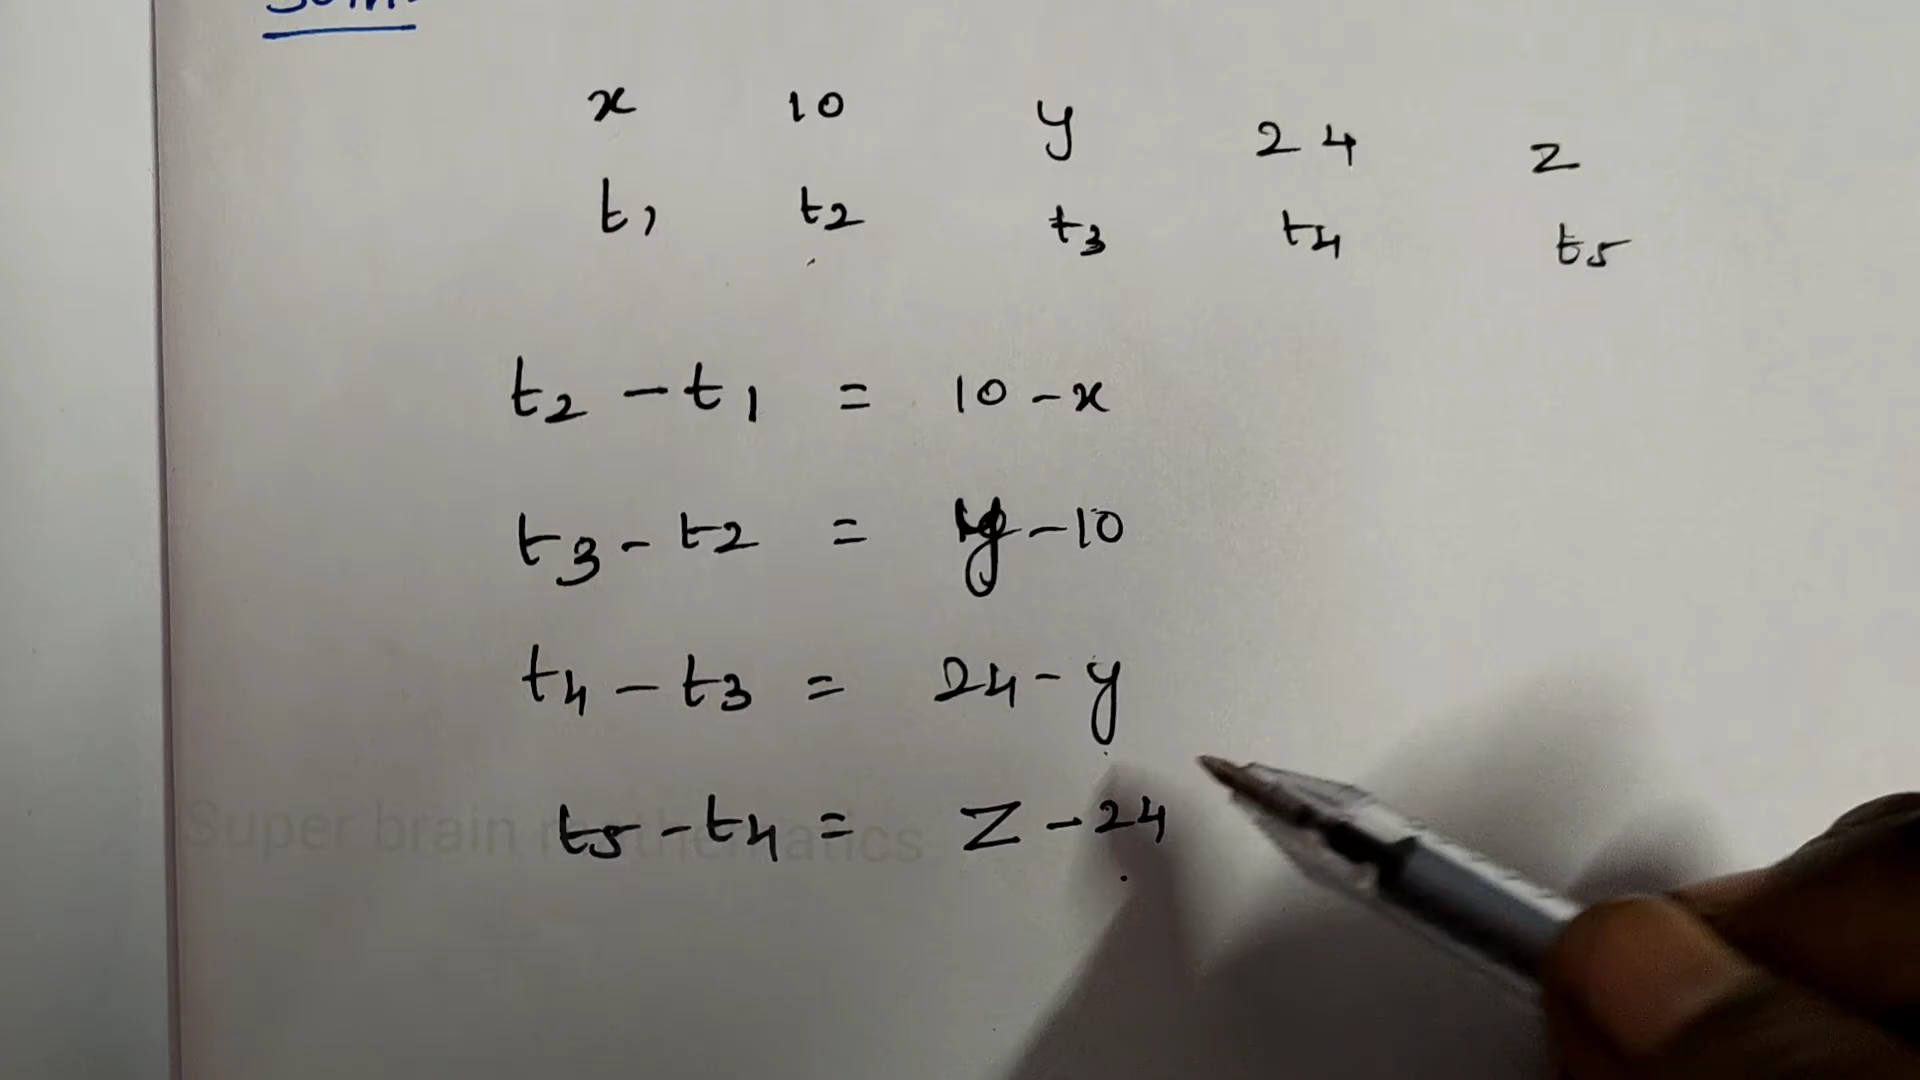 Soln:
x 10 y 24 z
t1 t2 t3 t4 t5
t2 - t1 = 10 - x
t3 - t2 = y - 10
t4 - t3 = 24 - y
t5 - t4 = z - 24
Super brain mathematics